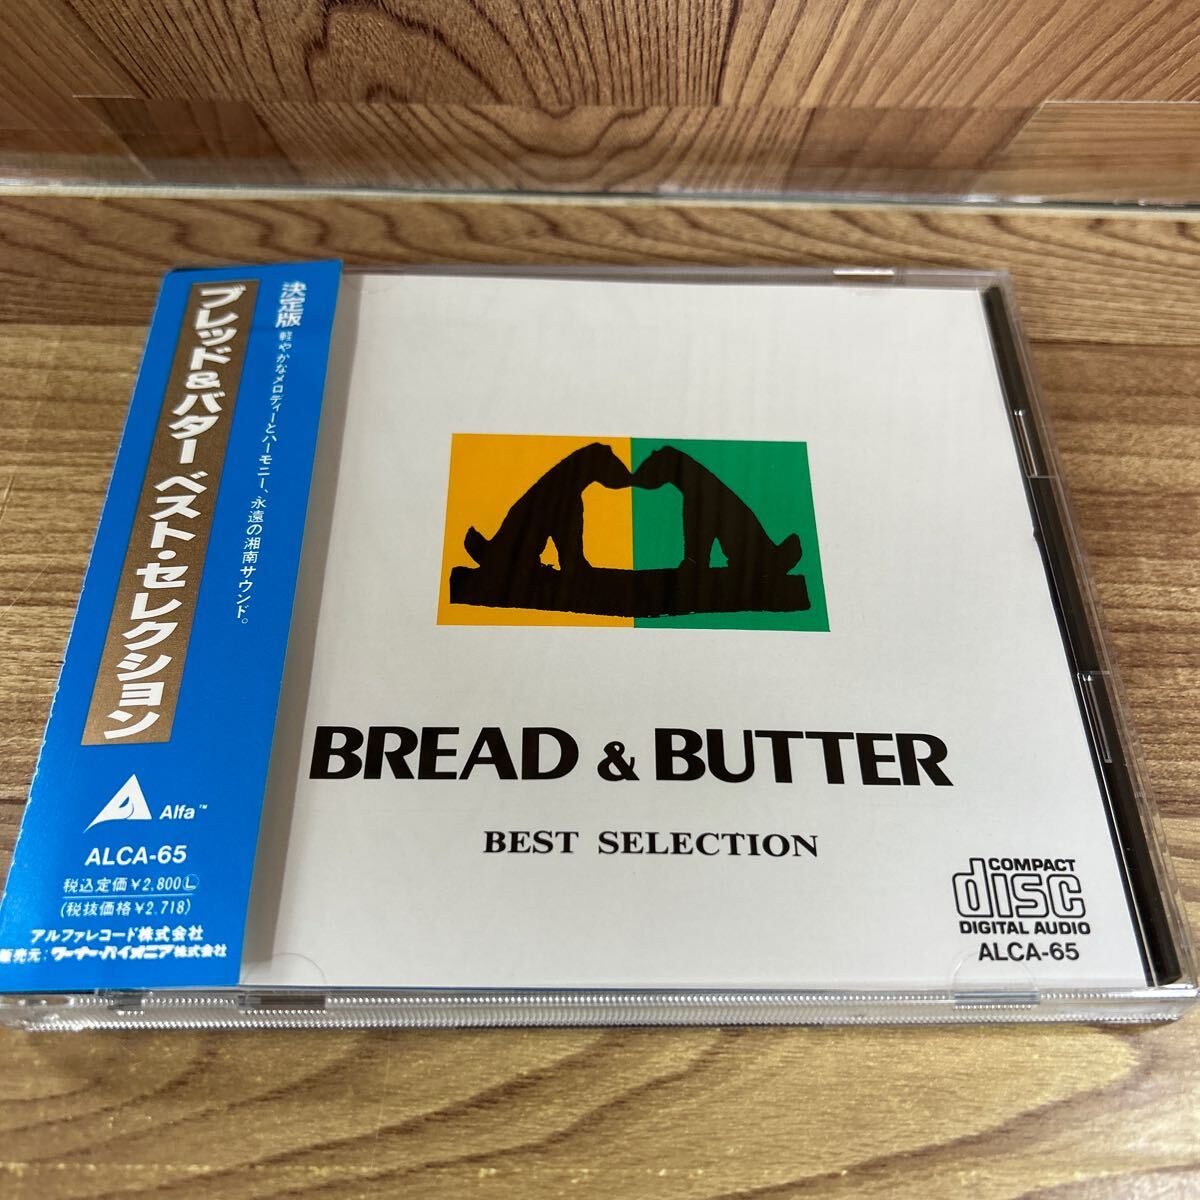 決定版
軽やかなメロディーとハーモニー、永遠の湘南サウンド。
ブレッド&バター ベスト・セレクション
Alfa™
ALCA-65
税込定価¥2,800Ⓛ
(税抜価格¥2,718)
アルファレコード株式会社
販売元:ワーナー・パイオニア株式会社
BREAD & BUTTER
BEST SELECTION
COMPACT
disc
DIGITAL AUDIO
ALCA-65